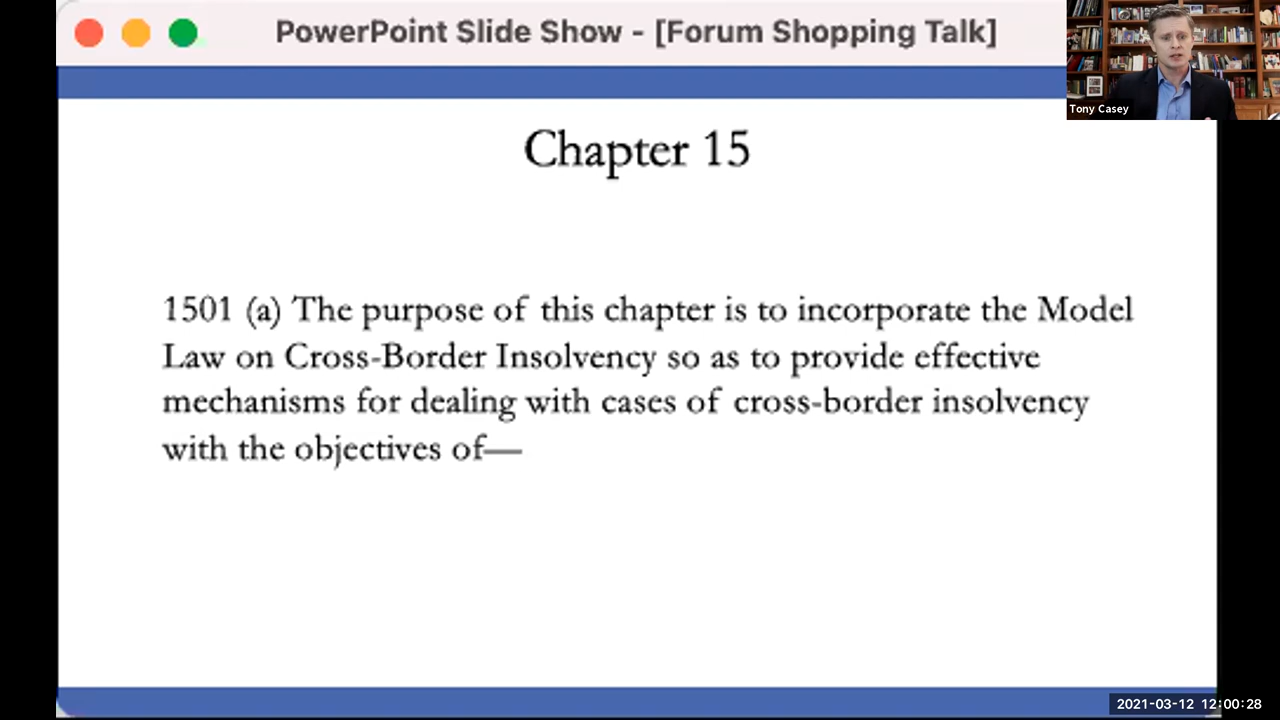 PowerPoint Slide Show - [Forum Shopping Talk]
Tony Casey
Chapter 15
1501 (a) The purpose of this chapter is to incorporate the Model
Law on Cross-Border Insolvency so as to provide effective
mechanisms for dealing with cases of cross-border insolvency
with the objectives of—
2021-03-12 12:00:28